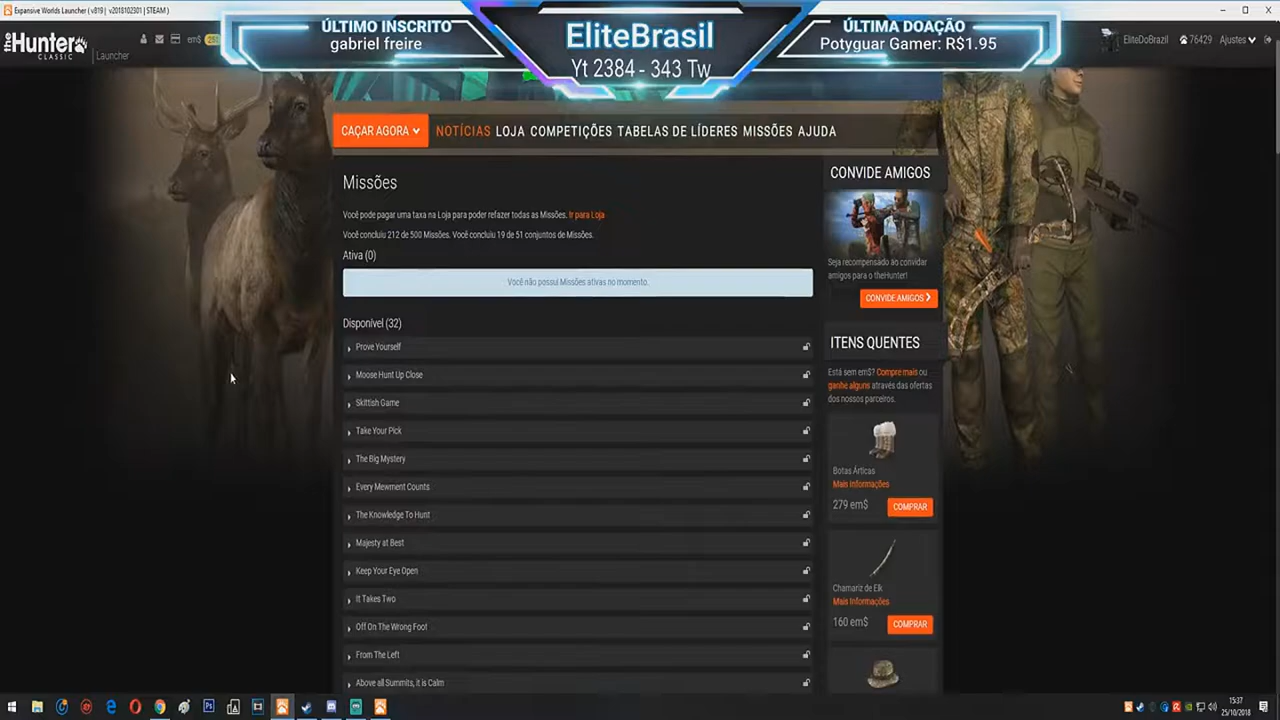 Expansive Worlds Launcher ( v819 | v2018102301 | STEAM )
ÚLTIMO INSCRITO
gabriel freire
EliteBrasil
Yt 2384 - 343 Tw
ÚLTIMA DOAÇÃO
Potyguar Gamer: R$1.95
theHunter
CLASSIC
Launcher
em$
EliteDoBrazil
76429
Ajustes
CAÇAR AGORA
NOTÍCIAS LOJA COMPETIÇÕES TABELAS DE LÍDERES MISSÕES AJUDA
Missões
Você pode pagar uma taxa na Loja para poder refazer todas as Missões. Ir para Loja
Você concluiu 212 de 500 Missões. Você concluiu 19 de 51 conjuntos de Missões.
Ativa (0)
Você não possui Missões ativas no momento.
Disponível (32)
Prove Yourself
Moose Hunt Up Close
Skittish Game
Take Your Pick
The Big Mystery
Every Mewment Counts
The Knowledge To Hunt
Majesty at Best
Keep Your Eye Open
It Takes Two
Off On The Wrong Foot
From The Left
Above all Summits, it is Calm
CONVIDE AMIGOS
Seja recompensado ao convidar
amigos para o theHunter!
CONVIDE AMIGOS
ITENS QUENTES
Está sem em$? Compre mais ou
ganhe alguns através das ofertas
dos nossos parceiros.
Botas Árticas
Mais Informações
279 em$
COMPRAR
Chamariz de Elk
Mais Informações
160 em$
COMPRAR
15:37
25/10/2018